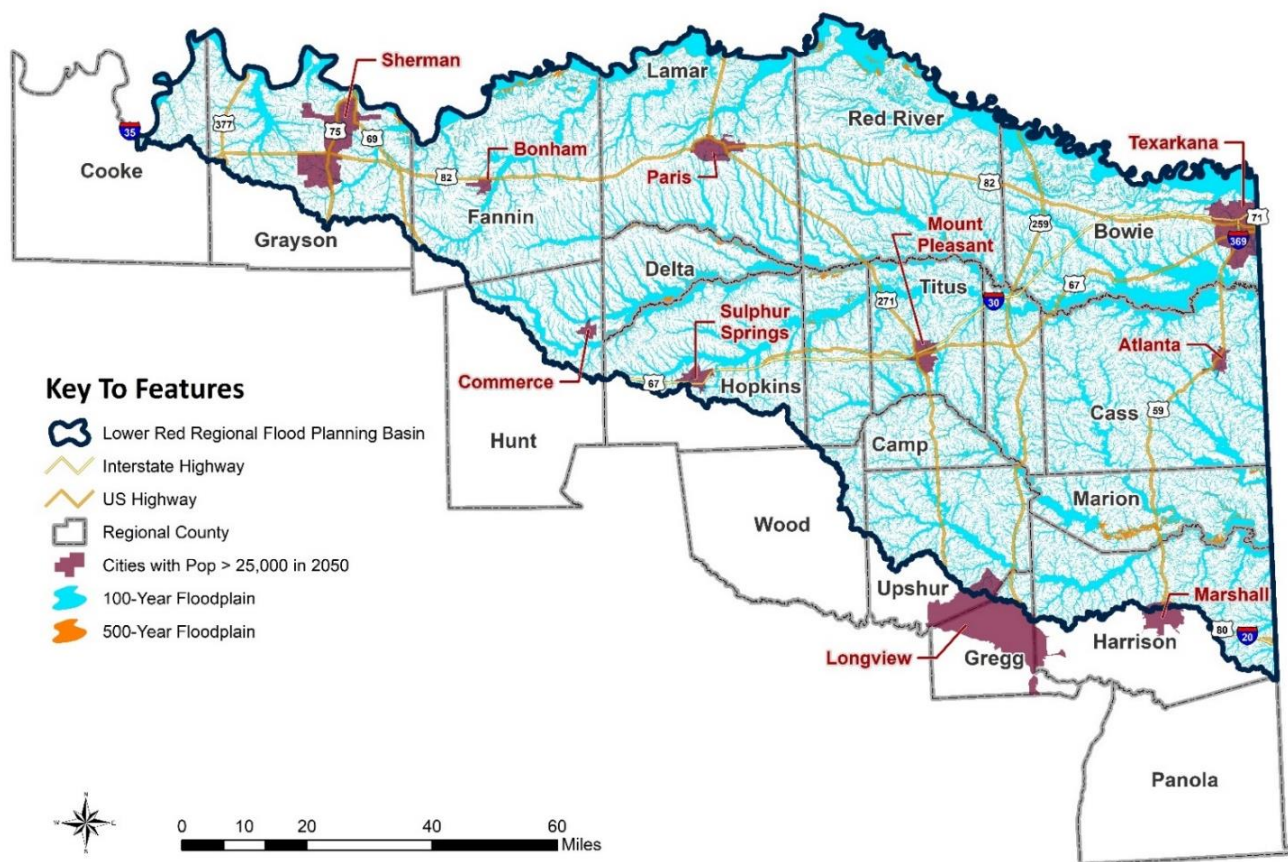 Sherman
Lamar
35
377
75
69
Red River
Texarkana
Cooke
Bonham
82
Paris
82
71
Fannin
259
Bowie
369
Grayson
Mount
Pleasant
Delta
Titus
67
271
30
Sulphur
Springs
Atlanta
Commerce
67
Hopkins
59
Cass
Key To Features
Lower Red Regional Flood Planning Basin
Interstate Highway
US Highway
Regional County
Cities with Pop > 25,000 in 2050
100-Year Floodplain
500-Year Floodplain
Hunt
Camp
Marion
Wood
Upshur
Marshall
Longview
Gregg
Harrison
80
20
Panola
N
W
E
S
0 10 20 40 60
Miles